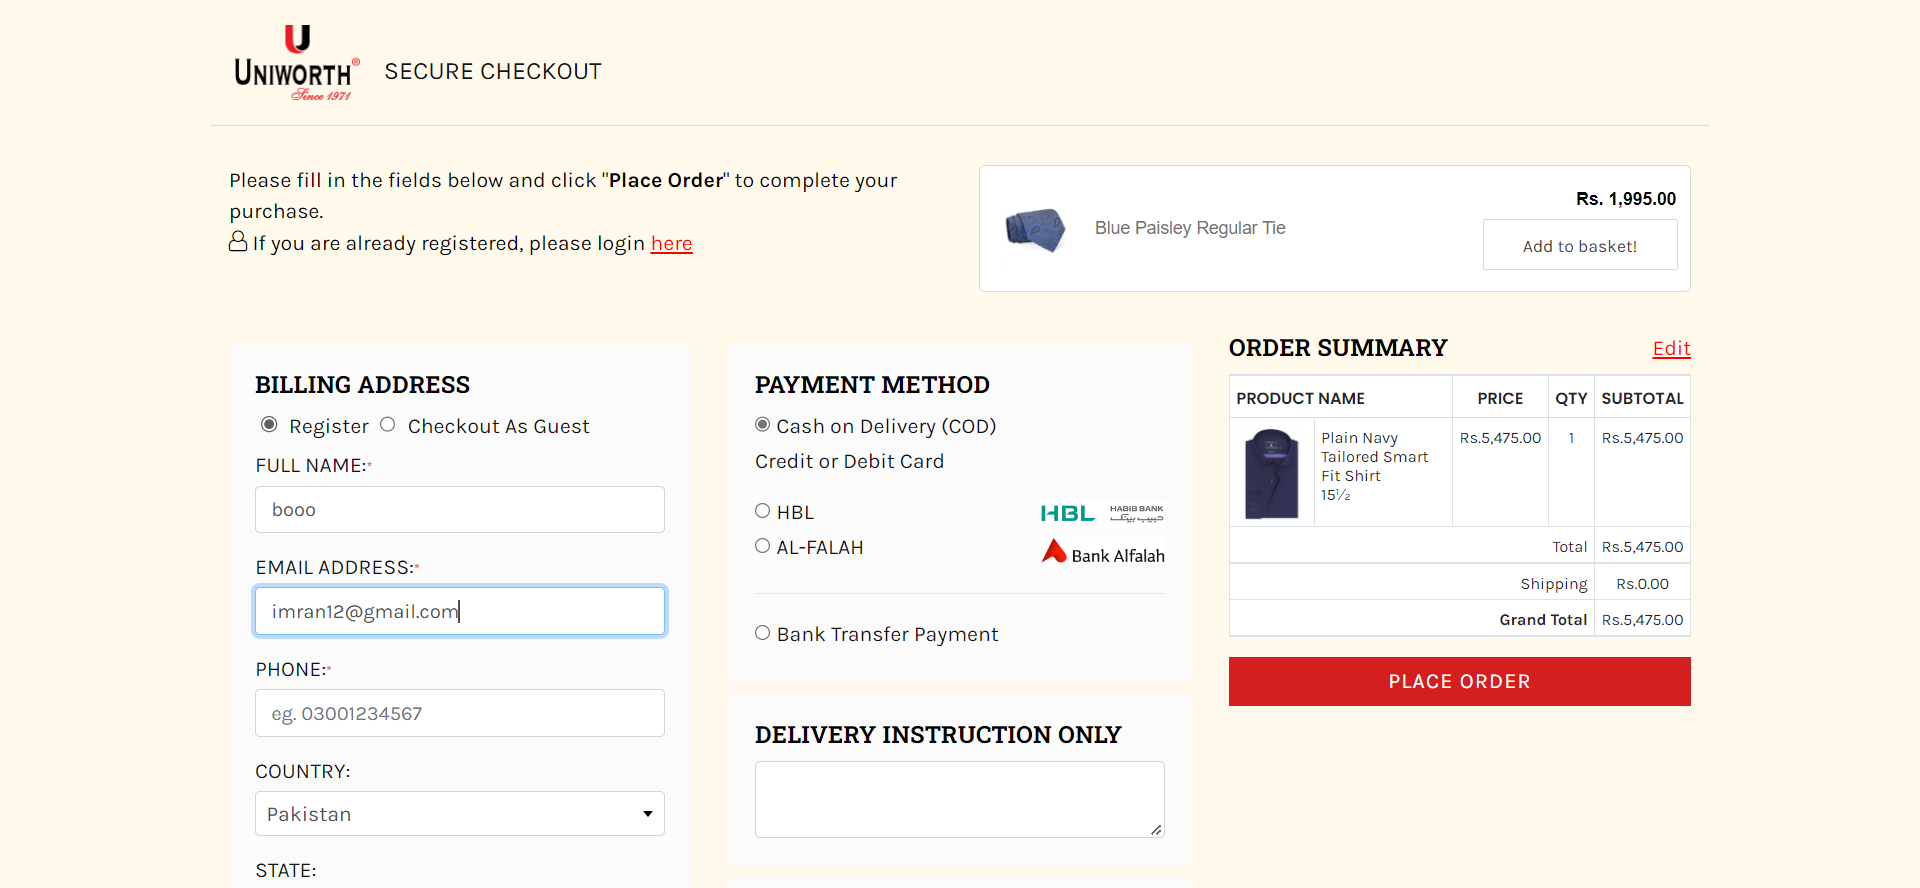 UNIWORTH®
Since 1971
SECURE CHECKOUT
Please fill in the fields below and click "Place Order" to complete your
purchase.
If you are already registered, please login here
Blue Paisley Regular Tie
Rs. 1,995.00
Add to basket!
BILLING ADDRESS
Register Checkout As Guest
FULL NAME:*
booo
EMAIL ADDRESS:*
imran12@gmail.com
PHONE:*
eg. 03001234567
COUNTRY:
Pakistan
STATE:
PAYMENT METHOD
Cash on Delivery (COD)
Credit or Debit Card
HBL
HBL HABIB BANK
حبیب بینک
AL-FALAH
Bank Alfalah
Bank Transfer Payment
DELIVERY INSTRUCTION ONLY
ORDER SUMMARY Edit
PRODUCT NAME PRICE QTY SUBTOTAL
Plain Navy Rs.5,475.00 1 Rs.5,475.00
Tailored Smart
Fit Shirt
15½
Total Rs.5,475.00
Shipping Rs.0.00
Grand Total Rs.5,475.00
PLACE ORDER